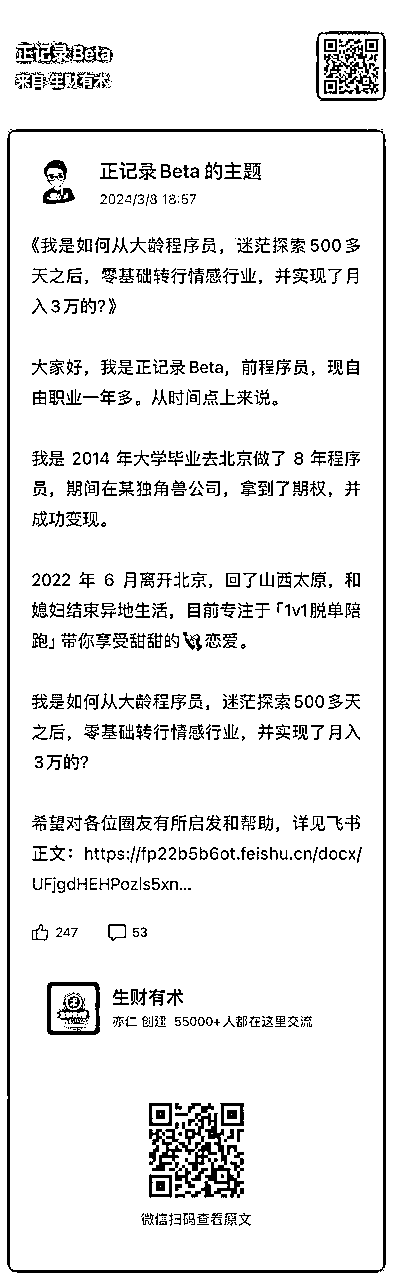 正记录Beta
来自生财有术
正记录Beta 的主题
2024/3/8 18:57
《我是如何从大龄程序员，迷茫探索500多
天之后，零基础转行情感行业，并实现了月
入3万的?》
大家好，我是正记录Beta，前程序员，现自
由职业一年多。从时间点上来说。
我是 2014 年大学毕业去北京做了 8 年程序
员，期间在某独角兽公司，拿到了期权，并
成功变现。
2022 年 6 月离开北京，回了山西太原，和
媳妇结束异地生活，目前专注于「1v1脱单陪
跑」带你享受甜甜的💘恋爱。
我是如何从大龄程序员，迷茫探索500多天
之后，零基础转行情感行业，并实现了月入
3万的?
希望对各位圈友有所启发和帮助，详见飞书
正文：https://fp22b5b6ot.feishu.cn/docx/
UFjgdHEHPozls5xn...
247 53
生财有术
亦仁 创建 55000+人都在这里交流
微信扫码查看原文